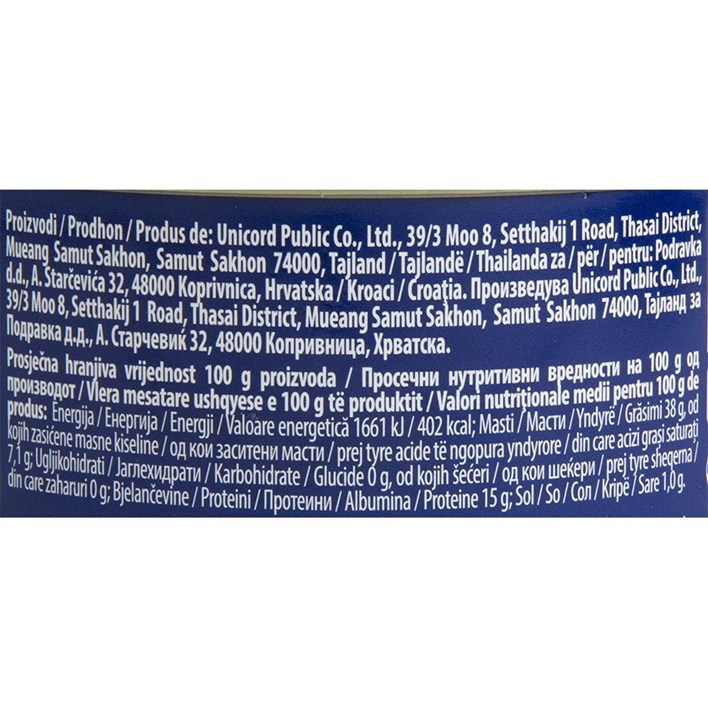 Proizvodi / Prodhon / Produs de: Unicord Public Co., Ltd., 39/3 Moo 8, Setthakij 1 Road, Thasai District,
Mueang Samut Sakhon, Samut Sakhon 74000, Tajland / Tajlandë / Thailanda za / për / pentru: Podravka
d.d., A. Starčevića 32, 48000 Koprivnica, Hrvatska / Kroaci / Croația. Произведува Unicord Public Co., Ltd.,
39/3 Moo 8, Setthakij 1 Road, Thasai District, Mueang Samut Sakhon, Samut Sakhon 74000, Тајланд за
Подравка д.д., А. Старчевиќ 32, 48000 Копривница, Хрватска.
Prosječna hranjiva vrijednost 100 g proizvoda / Просечни нутритивни вредности на 100 g од
производот / Vlera mesatare ushqyese e 100 g të produktit / Valori nutriționale medii pentru 100 g de
produs: Energija / Енергија / Energji / Valoare energetică 1661 kJ / 402 kcal; Masti / Масти / Yndyrë / Grăsimi 38 g, od
kojih zasićene masne kiseline / од кои заситени масти / prej tyre acide të ngopura yndyrore / din care acizi grași saturati
7,1 g; Ugljikohidrati / Јаглехидрати / Karbohidrate / Glucide 0 g, od kojih šećeri / од кои шеќери / prej tyre sheqerna /
din care zaharuri 0 g; Bjelančevine / Proteini / Протеини / Albumina / Proteine 15 g; Sol / So / Сол / Kripë / Sare 1,0 g.